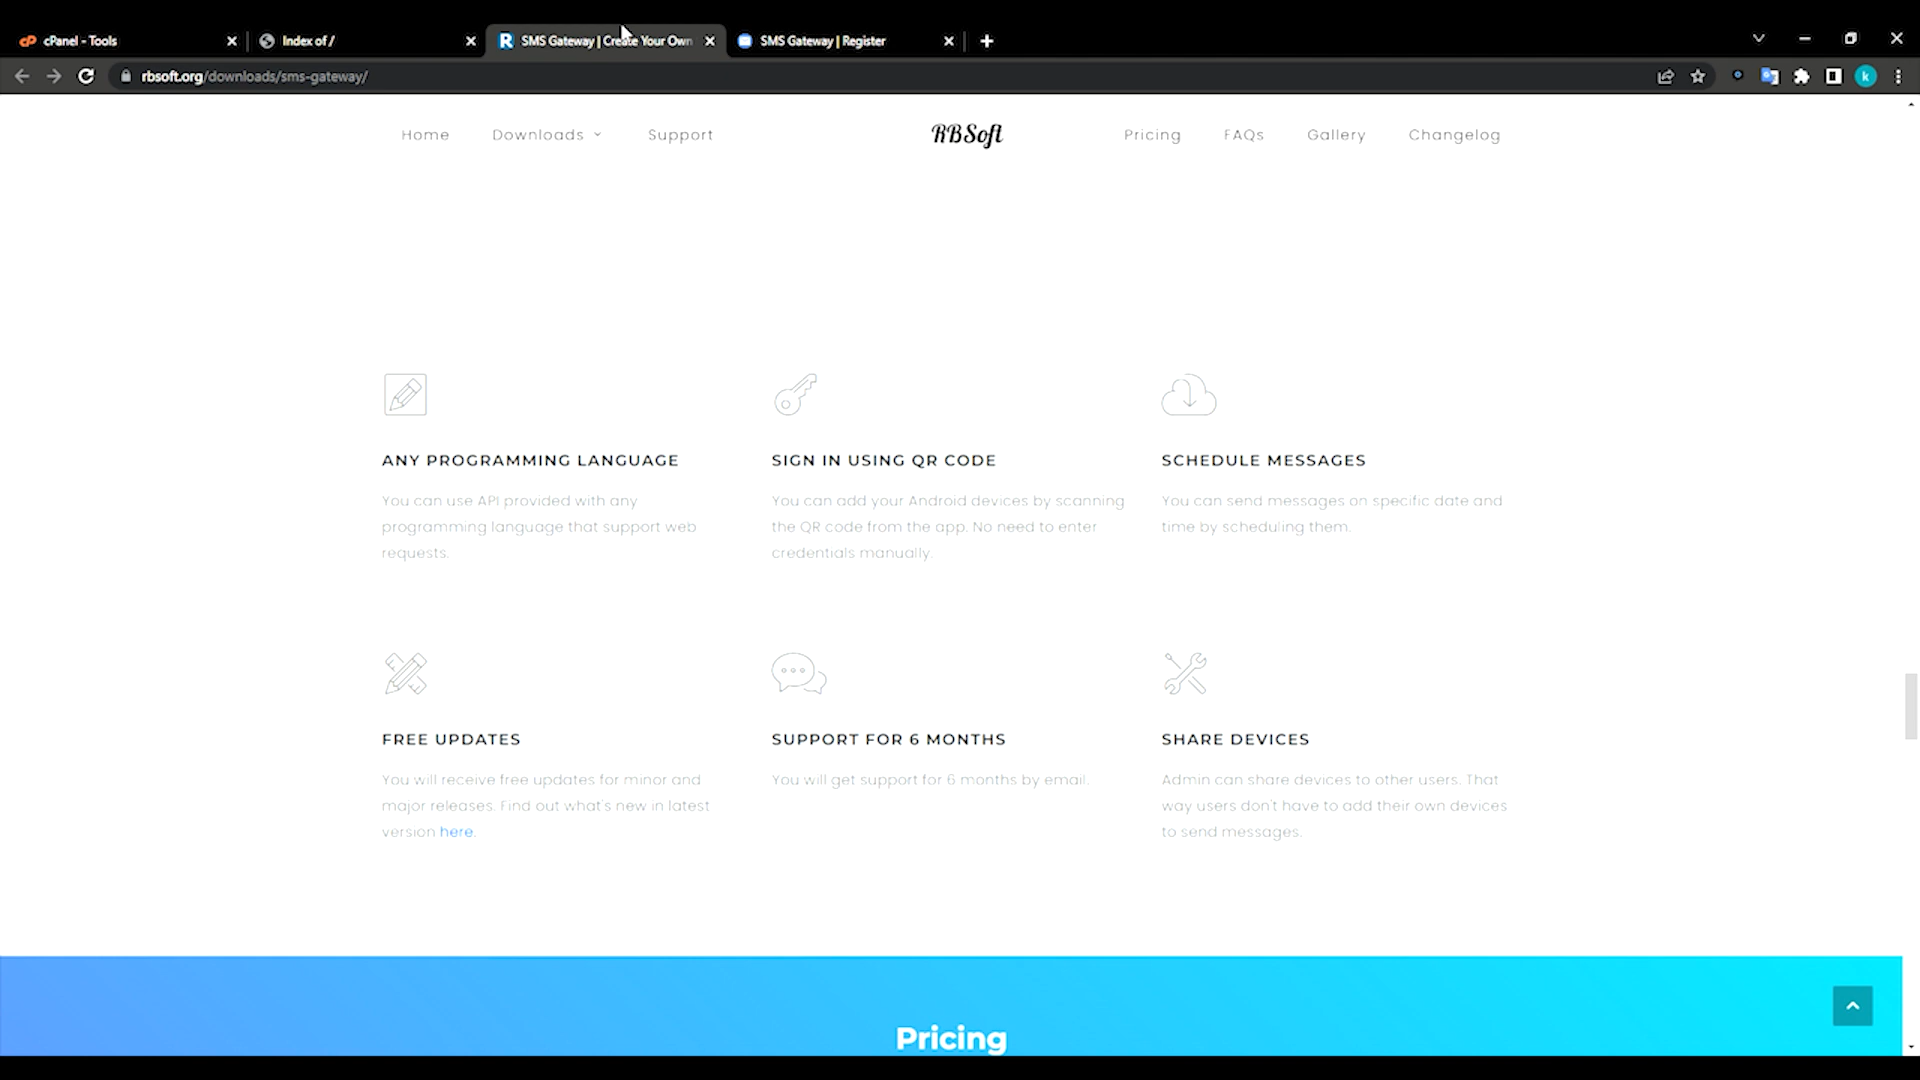 cPanel - Tools
Index of /
SMS Gateway | Create Your Own
SMS Gateway | Register
rbsoft.org/downloads/sms-gateway/
k
Home
Downloads
Support
RBSoft
Pricing
FAQs
Gallery
Changelog
ANY PROGRAMMING LANGUAGE
You can use API provided with any
programming language that support web
requests.
SIGN IN USING QR CODE
You can add your Android devices by scanning
the QR code from the app. No need to enter
credentials manually.
SCHEDULE MESSAGES
You can send messages on specific date and
time by scheduling them.
FREE UPDATES
You will receive free updates for minor and
major releases. Find out what's new in latest
version here.
SUPPORT FOR 6 MONTHS
You will get support for 6 months by email.
SHARE DEVICES
Admin can share devices to other users. That
way users don't have to add their own devices
to send messages.
Pricing